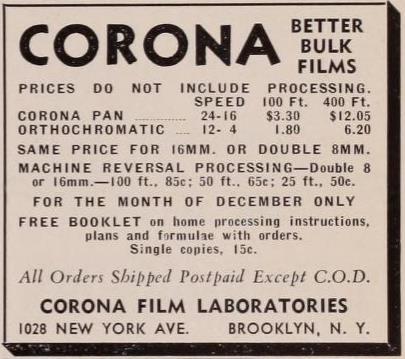 CORONA BETTER
BULK
FILMS
PRICES DO NOT INCLUDE PROCESSING.
SPEED 100 Ft. 400 Ft.
CORONA PAN ............ 24-16 $3.30 $12.05
ORTHOCHROMATIC .... 12- 4 1.80 6.20
SAME PRICE FOR 16MM. OR DOUBLE 8MM.
MACHINE REVERSAL PROCESSING—Double 8
or 16mm.—100 ft., 85c; 50 ft., 65c; 25 ft., 50c.
FOR THE MONTH OF DECEMBER ONLY
FREE BOOKLET on home processing instructions,
plans and formulae with orders.
Single copies, 15c.
All Orders Shipped Postpaid Except C.O.D.
CORONA FILM LABORATORIES
1028 NEW YORK AVE. BROOKLYN, N. Y.